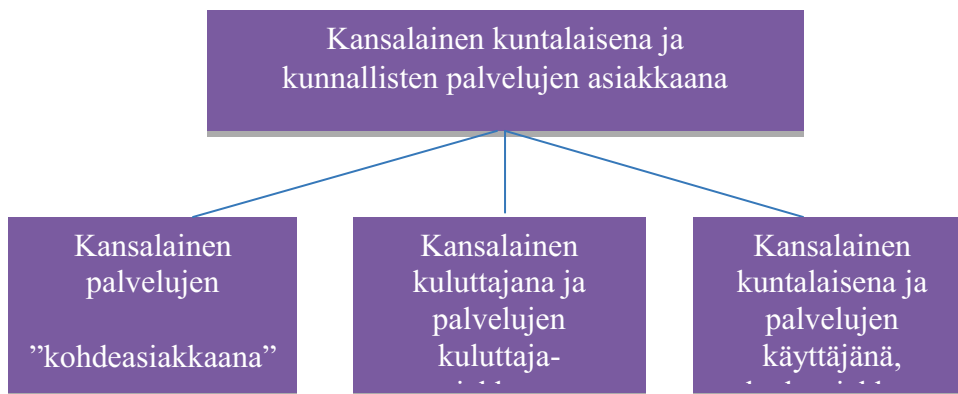 Kansalainen kuntalaisena ja
kunnallisten palvelujen asiakkaana
Kansalainen
palvelujen
”kohdeasiakkaana”
Kansalainen
kuluttajana ja
palvelujen
kuluttaja-
Kansalainen
kuntalaisena ja
palvelujen
käyttäjänä,